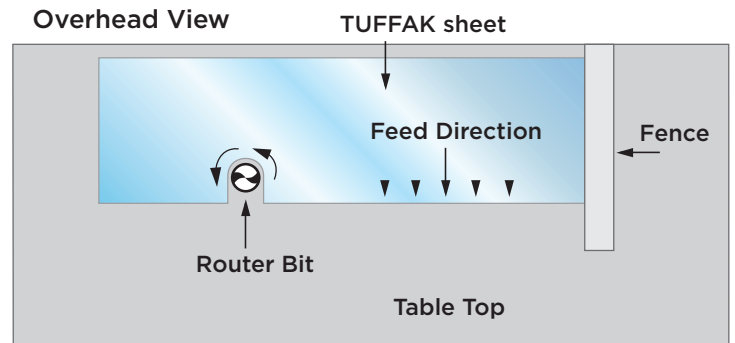 Overhead View
TUFFAK sheet
Feed Direction
Fence
Router Bit
Table Top